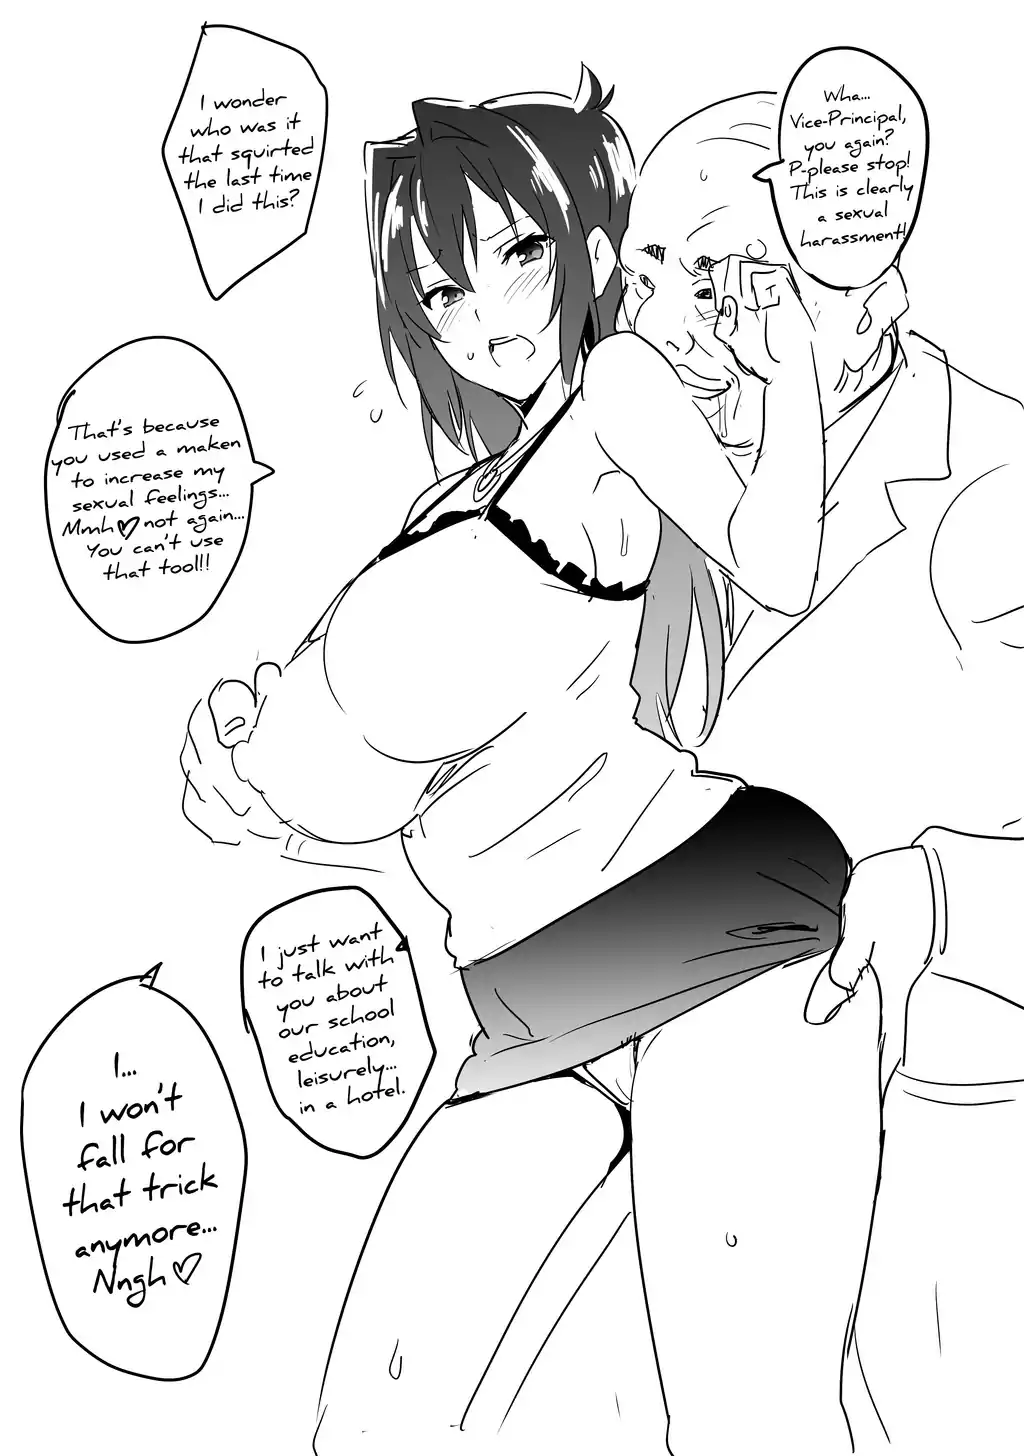 Wha...
Vice-Principal,
you again?
P-please stop!
This is clearly
a sexual
harassment!
I wonder
who was it
that squirted
the last time
I did this?
That's because
you used a maken
to increase my
sexual feelings...
Mmh♡not again...
You can't use
that tool!!
I just want
to talk with
you about
our school
education,
leisurely...
in a hotel.
I...
I won't
fall for
that trick
anymore...
Nngh♡